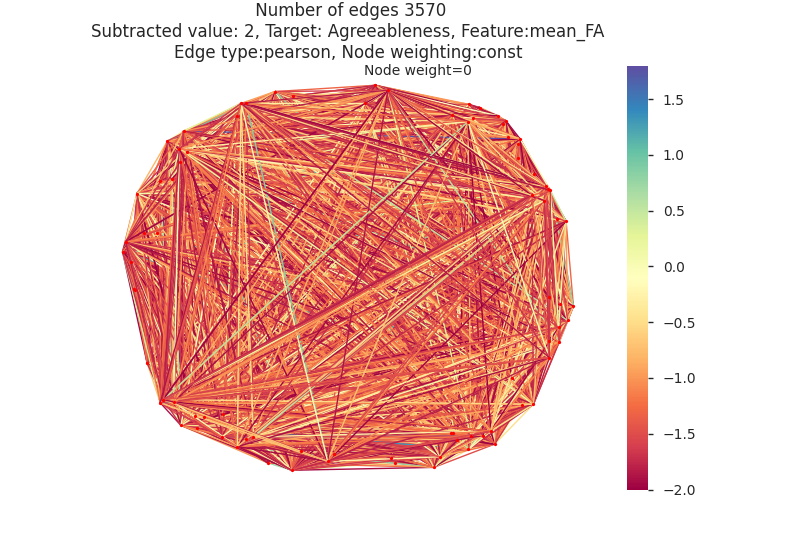 Number of edges 3570
Subtracted value: 2, Target: Agreeableness, Feature:mean_FA
Edge type:pearson, Node weighting:const
Node weight=0
1.5
1.0
0.5
0.0
−0.5
−1.0
−1.5
−2.0